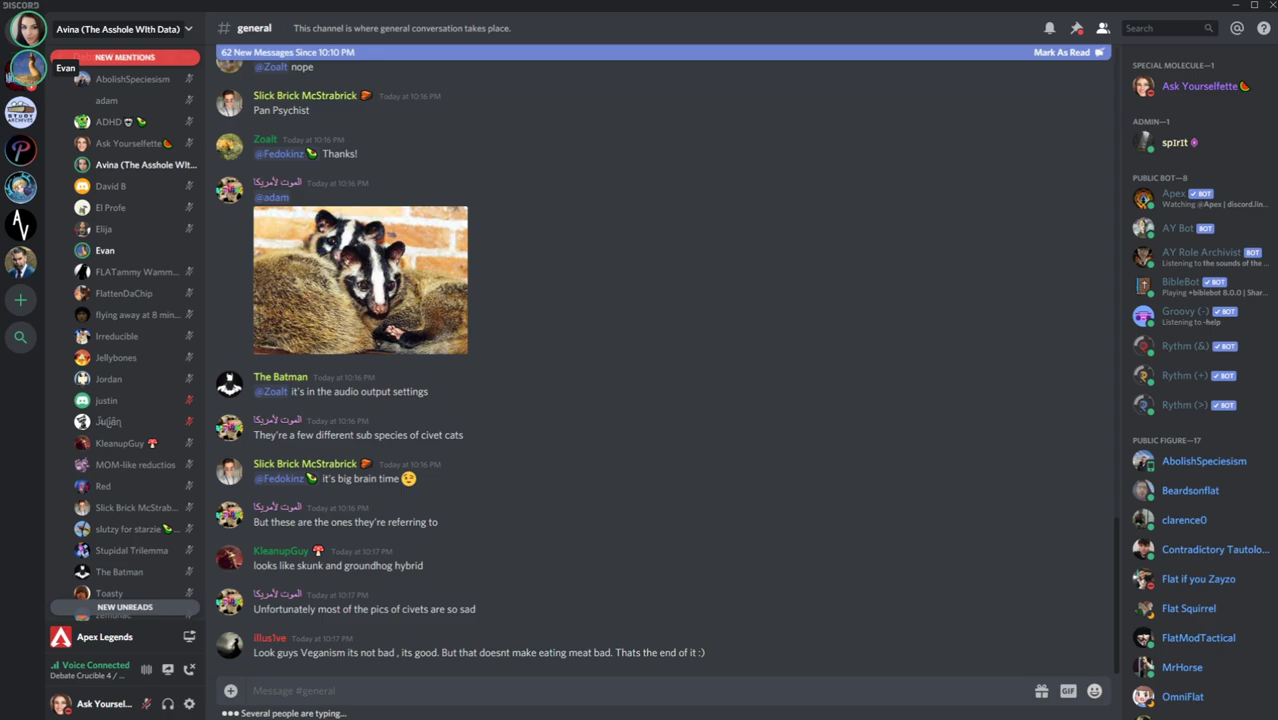 DISCORD
Avina (The Asshole WIth Data)
NEW MENTIONS
Evan
AbolishSpeciesism
adam
ADHD
Ask Yourselfette
Avina (The Asshole WIt...
David B
El Profe
Elija
Evan
FLATammy Wamm...
FlattenDaChip
flying away at 8 min...
Irreducible
Jellybones
Jordan
justin
KleanupGuy
MOM-like reductios
Red
Slick Brick McStrab...
slutzy for starzie
Stupidal Trilemma
The Batman
Toasty
NEW UNREADS
Apex Legends
Voice Connected
Debate Crucible 4 / ...
Ask Yoursel...
STUDY
ARCHIVES
# general
This channel is where general conversation takes place.
Search
62 New Messages Since 10:10 PM
Mark As Read
@Zoalt nope
Slick Brick McStrabrick Today at 10:16 PM
Pan Psychist
Zoalt Today at 10:16 PM
@Fedokinz Thanks!
الموت لأمريكا Today at 10:16 PM
@adam
The Batman Today at 10:16 PM
@Zoalt it's in the audio output settings
الموت لأمريكا Today at 10:16 PM
They're a few different sub species of civet cats
Slick Brick McStrabrick Today at 10:16 PM
@Fedokinz it's big brain time
الموت لأمريكا Today at 10:16 PM
But these are the ones they're referring to
KleanupGuy Today at 10:17 PM
looks like skunk and groundhog hybrid
الموت لأمريكا Today at 10:17 PM
Unfortunately most of the pics of civets are so sad
illus1ve Today at 10:17 PM
Look guys Veganism its not bad , its good. But that doesnt make eating meat bad. Thats the end of it :)
Message #general
GIF
Several people are typing...
SPECIAL MOLECULE—1
Ask Yourselfette
ADMIN—1
sp1r1t
PUBLIC BOT—8
Apex BOT
Watching @Apex | discord.lin...
AY Bot BOT
AY Role Archivist BOT
Listening to the sounds of the ...
BibleBot BOT
Playing +biblebot 8.0.0 | Shar...
Groovy (-) BOT
Listening to -help
Rythm (&) BOT
Rythm (+) BOT
Rythm (>) BOT
PUBLIC FIGURE—17
AbolishSpeciesism
Beardsonflat
clarence0
Contradictory Tautolo...
Flat if you Zayzo
Flat Squirrel
FlatModTactical
MrHorse
OmniFlat